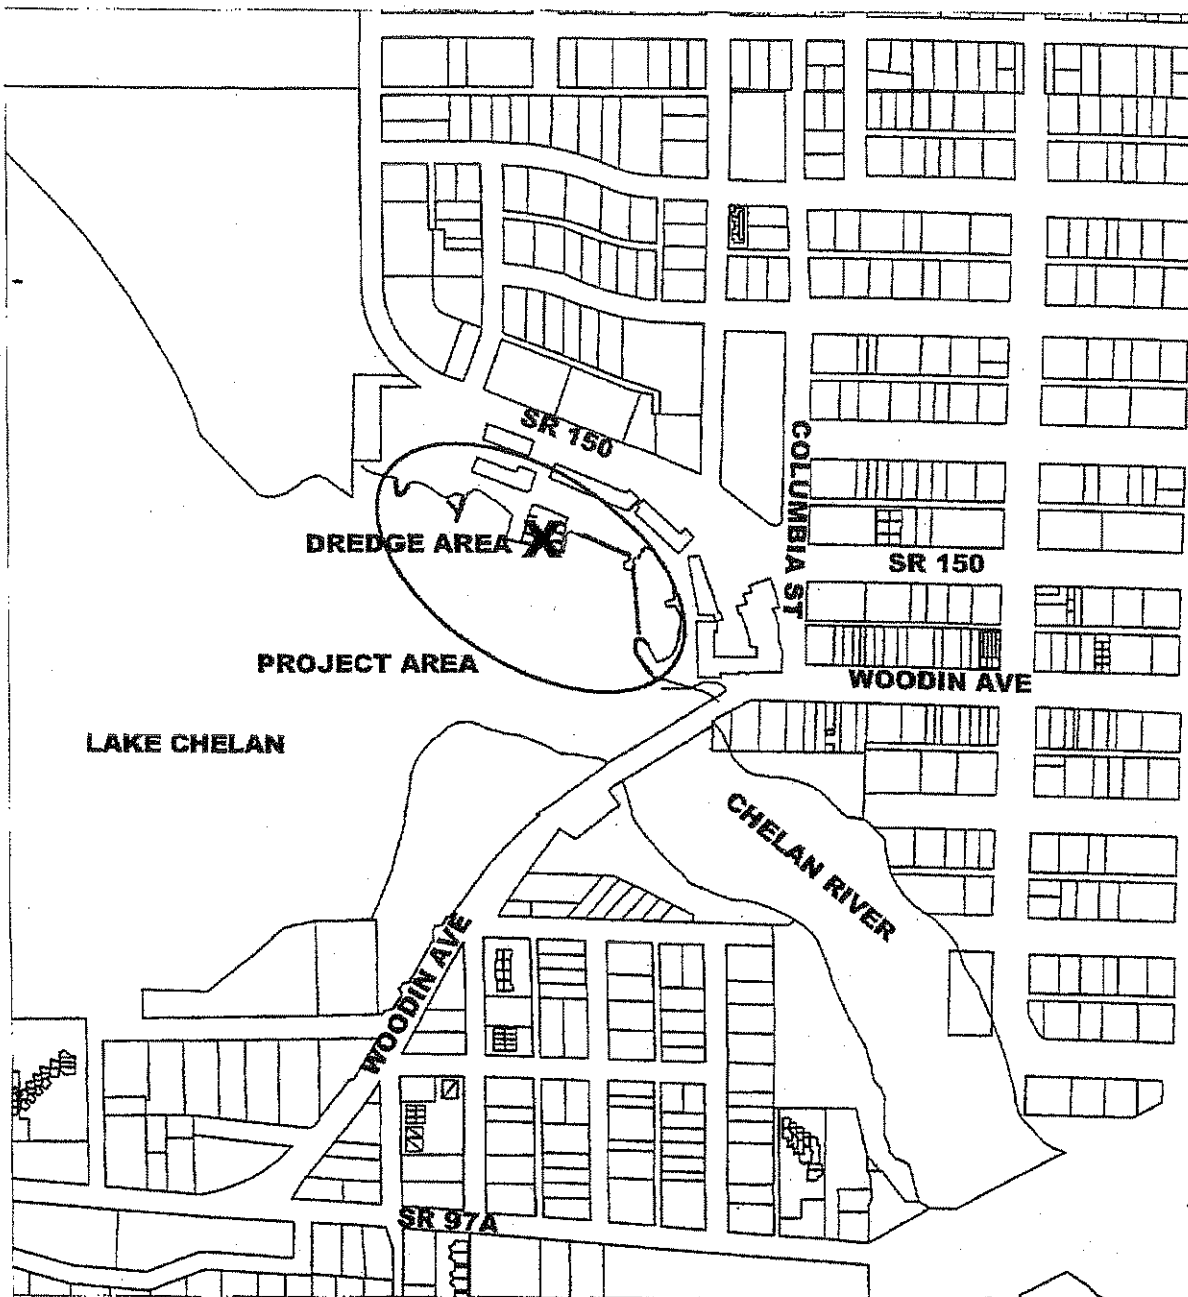 SR 150
COLUMBIA ST
DREDGE AREA X
SR 150
PROJECT AREA
WOODIN AVE
LAKE CHELAN
CHELAN RIVER
WOODIN AVE
SR 97A